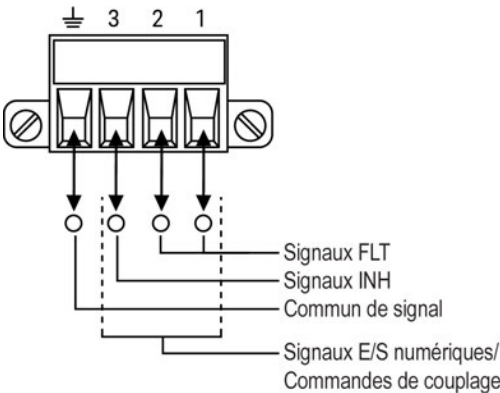 3 2 1
Signaux FLT
Signaux INH
Commun de signal
Signaux E/S numériques/
Commandes de couplage